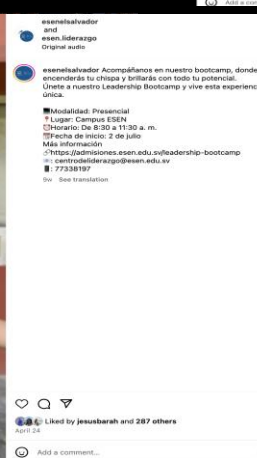 Add a com
esenelsalvador
and
esen.liderazgo
Original audio
esenelsalvador Acompáñanos en nuestro bootcamp, donde
encenderás tu chispa y brillarás con todo tu potencial.
Únete a nuestro Leadership Bootcamp y vive esta experienc
única.
Modalidad: Presencial
Lugar: Campus ESEN
Horario: De 8:30 a 11:30 a. m.
Fecha de inicio: 2 de julio
Más información
https://admisiones.esen.edu.sv/leadership-bootcamp
: centrodeliderazgo@esen.edu.sv
: 77338197
9w See translation
Liked by jesusbarah and 287 others
April 24
Add a comment...